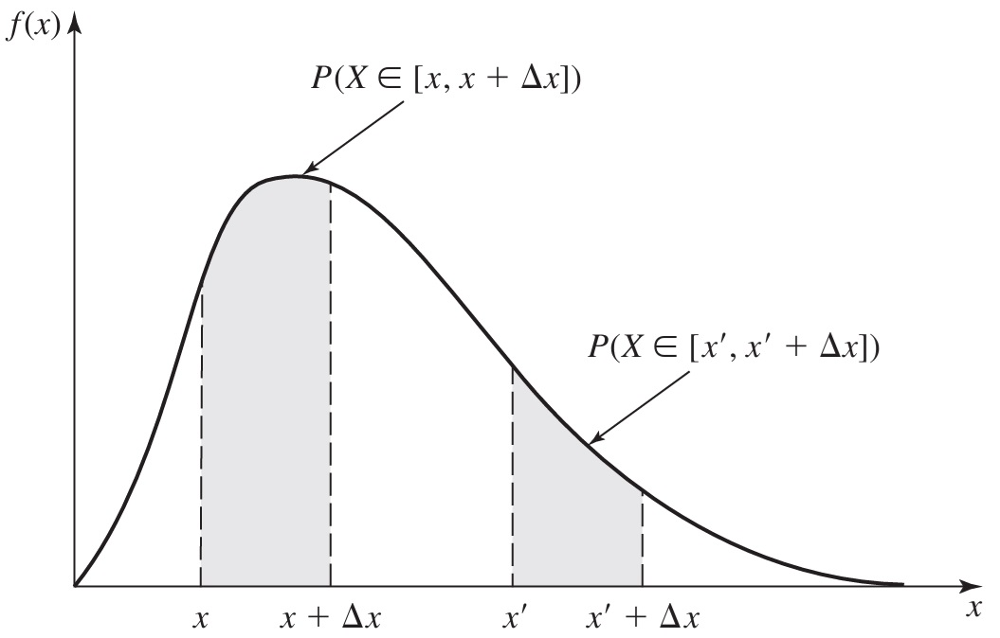 f(x)
P(X ∈ [x, x + Δx])
P(X ∈ [x′, x′ + Δx])
x x + Δx x′ x′ + Δx x